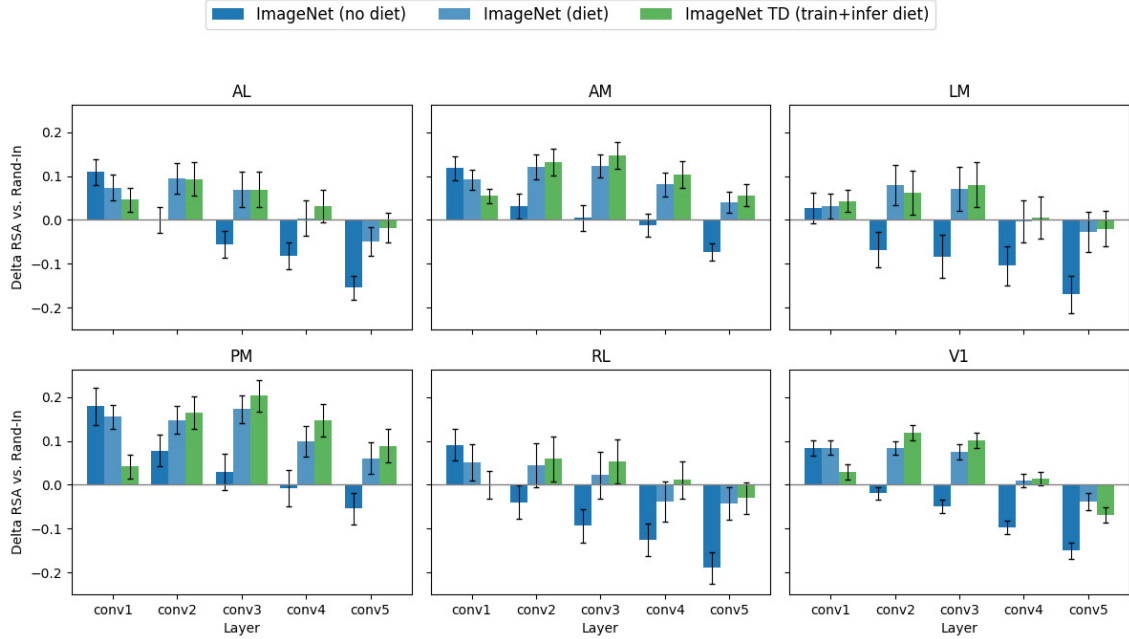 ImageNet (no diet) ImageNet (diet) ImageNet TD (train+infer diet)
AL AM LM
Delta RSA vs. Rand-In
0.2
0.1
0.0
−0.1
−0.2
PM RL V1
Delta RSA vs. Rand-In
0.2
0.1
0.0
−0.1
−0.2
conv1 conv2 conv3 conv4 conv5 conv1 conv2 conv3 conv4 conv5 conv1 conv2 conv3 conv4 conv5
Layer Layer Layer